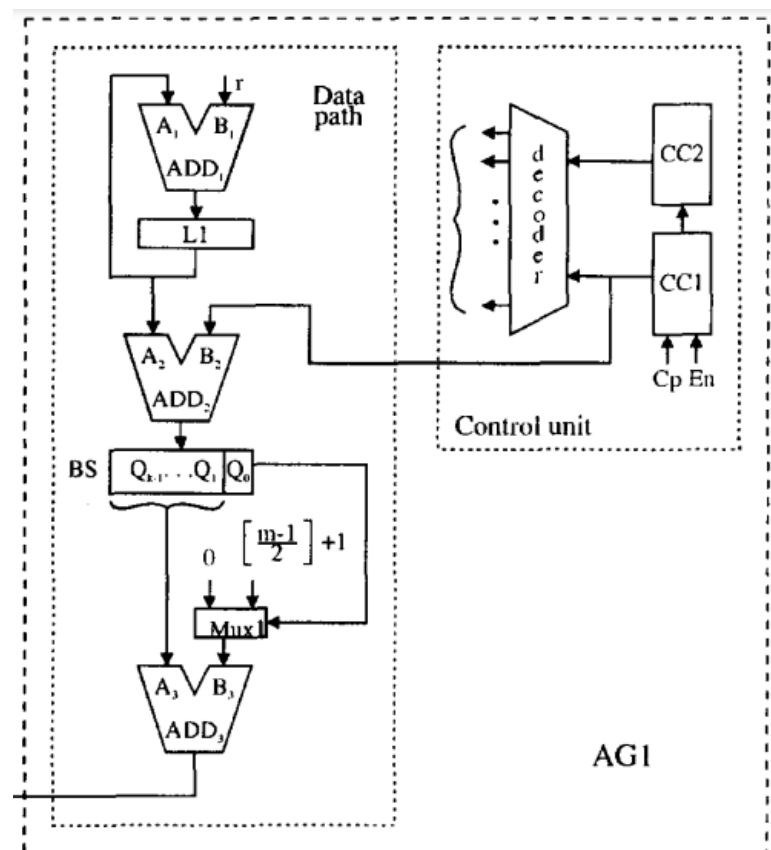 r
Data
path
A₁ B₁
ADD₁
L1
A₂ B₂
ADD₂
BS
Qₖ₋₁...Q₁ Q₀
0
[m-1/2]+1
Mux1
A₃ B₃
ADD₃
decoder
CC2
CC1
Cp En
Control unit
AG1